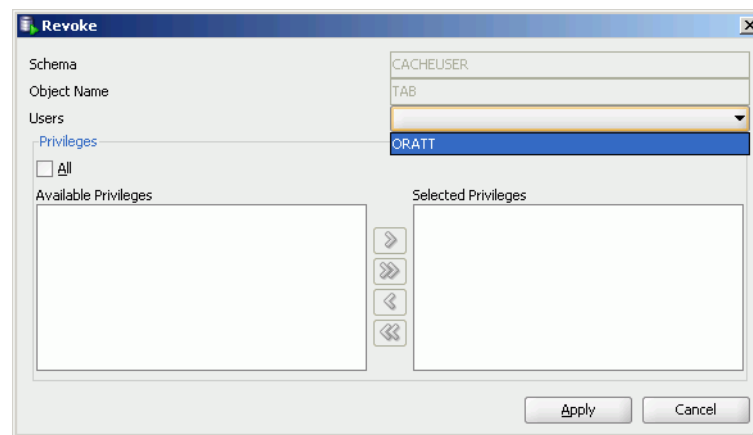 Revoke
Schema CACHEUSER
Object Name TAB
Users
ORATT
Privileges
All
Available Privileges Selected Privileges
Apply Cancel